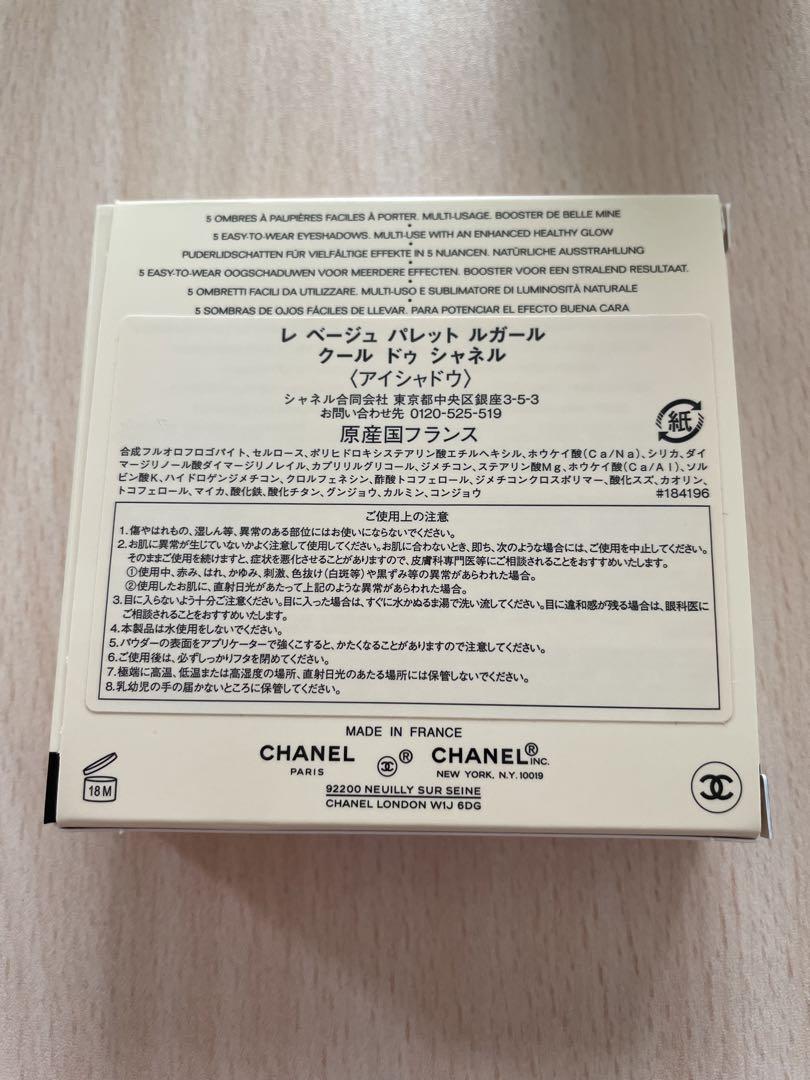 5 OMBRES À PAUPIÈRES FACILES À PORTER. MULTI-USAGE. BOOSTER DE BELLE MINE
•
5 EASY-TO-WEAR EYESHADOWS. MULTI-USE WITH AN ENHANCED HEALTHY GLOW
•
PUDERLIDSCHATTEN FÜR VIELFÄLTIGE EFFEKTE IN 5 NUANCEN. NATÜRLICHE AUSSTRAHLUNG
•
5 EASY-TO-WEAR OOGSCHADUWEN VOOR MEERDERE EFFECTEN. BOOSTER VOOR EEN STRALEND RESULTAAT.
•
5 OMBRETTI FACILI DA UTILIZZARE. MULTI-USO E SUBLIMATORE DI LUMINOSITÀ NATURALE
•
5 SOMBRAS DE OJOS FÁCILES DE LLEVAR. PARA POTENCIAR EL EFECTO BUENA CARA
レ ベージュ パレット ルガール
クール ドゥ シャネル
〈アイシャドウ〉
シャネル合同会社 東京都中央区銀座3-5-3
お問い合わせ先 0120-525-519
紙
原産国フランス
合成フルオロフロゴパイト、セルロース、ポリヒドロキシステアリン酸エチルヘキシル、ホウケイ酸(Ca/Na)、シリカ、ダイ
マージリノール酸ダイマージリノレイル、カプリリルグリコール、ジメチコン、ステアリン酸Mg、ホウケイ酸(Ca/Al)、ソル
ビン酸K、ハイドロゲンジメチコン、クロルフェネシン、酢酸トコフェロール、ジメチコンクロスポリマー、酸化スズ、カオリン、
トコフェロール、マイカ、酸化鉄、酸化チタン、グンジョウ、カルミン、コンジョウ #184196
ご使用上の注意
1.傷やはれもの、湿しん等、異常のある部位にはお使いにならないでください。
2.お肌に異常が生じていないかよく注意して使用してください。お肌に合わないとき、即ち、次のような場合には、ご使用を中止してください。
そのままご使用を続けますと、症状を悪化させることがありますので、皮膚科専門医等にご相談されることをおすすめいたします。
①使用中、赤み、はれ、かゆみ、刺激、色抜け(白斑等)や黒ずみ等の異常があらわれた場合。
②使用したお肌に、直射日光があたって上記のような異常があらわれた場合。
3.目に入らないよう十分ご注意ください。目に入った場合は、すぐに水かぬるま湯で洗い流してください。目に違和感が残る場合は、眼科医に
ご相談されることをおすすめいたします。
4.本製品は水使用をしないでください。
5.パウダーの表面をアプリケーターで強くこすると、かたくなることがありますので注意してください。
6.ご使用後は、必ずしっかりフタを閉めてください。
7.極端に高温、低温または高湿度の場所、直射日光のあたる場所には保管しないでください。
8.乳幼児の手の届かないところに保管してください。
MADE IN FRANCE
CHANEL ® CHANEL® INC.
PARIS NEW YORK, N.Y. 10019
92200 NEUILLY SUR SEINE
CHANEL LONDON W1J 6DG
18 M